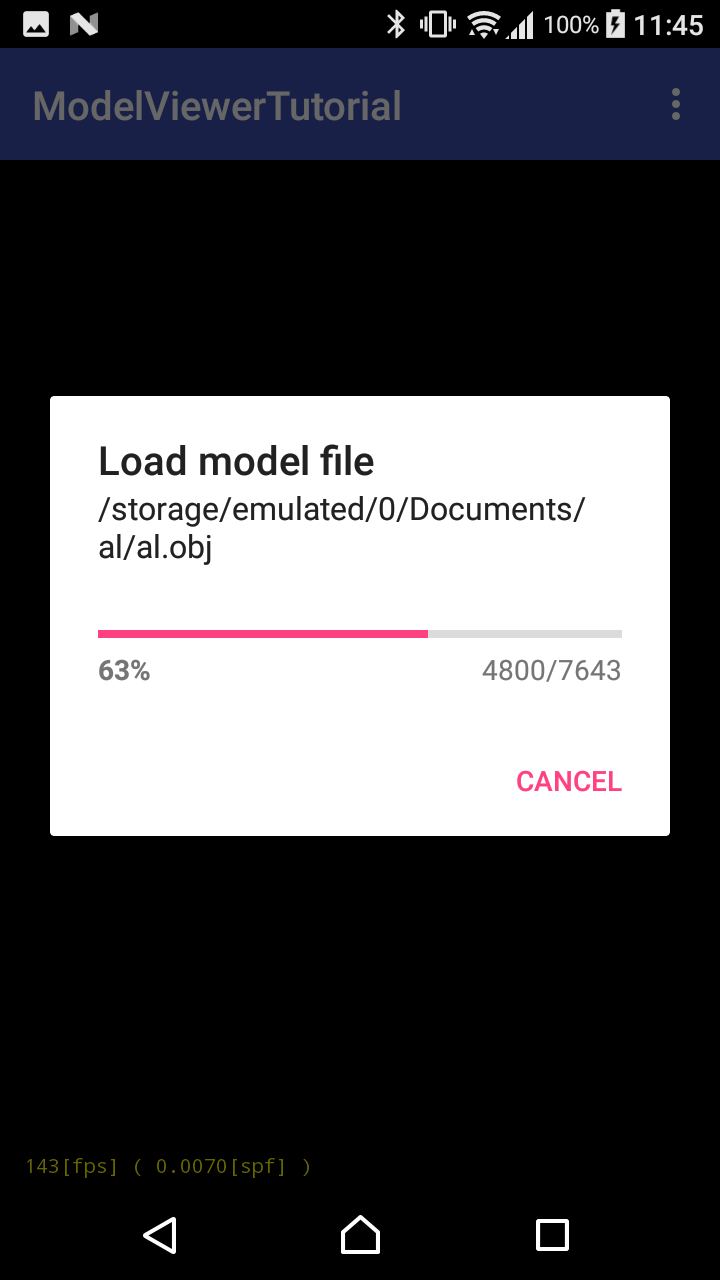 100% 11:45
ModelViewerTutorial
Load model file
/storage/emulated/0/Documents/
al/al.obj
63% 4800/7643
CANCEL
143[fps] ( 0.0070[spf] )